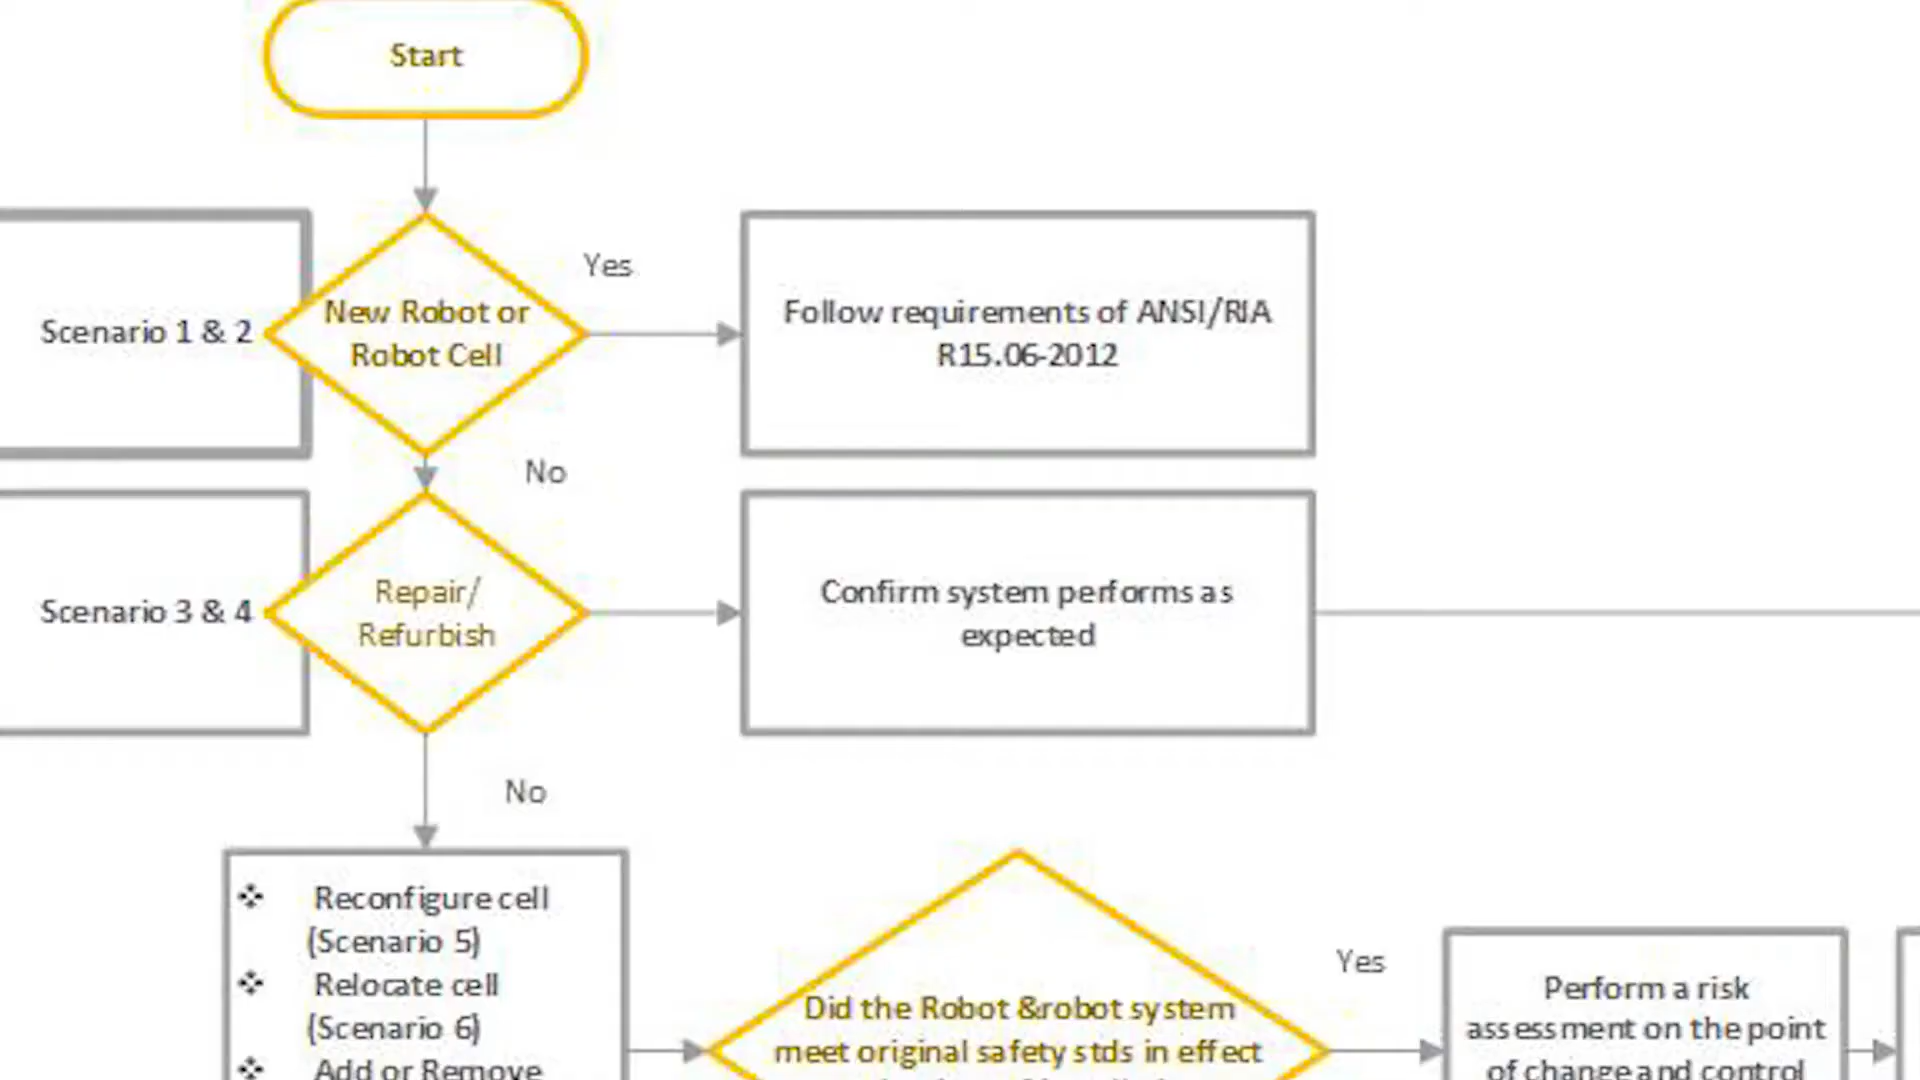 Start
Yes
Scenario 1 & 2
New Robot or
Robot Cell
Follow requirements of ANSI/RIA
R15.06-2012
No
Scenario 3 & 4
Repair/
Refurbish
Confirm system performs as
expected
No
❖ Reconfigure cell
(Scenario 5)
❖ Relocate cell
(Scenario 6)
❖ Add or Remove
Did the Robot &robot system
meet original safety stds in effect
Yes
Perform a risk
assessment on the point
of change and control